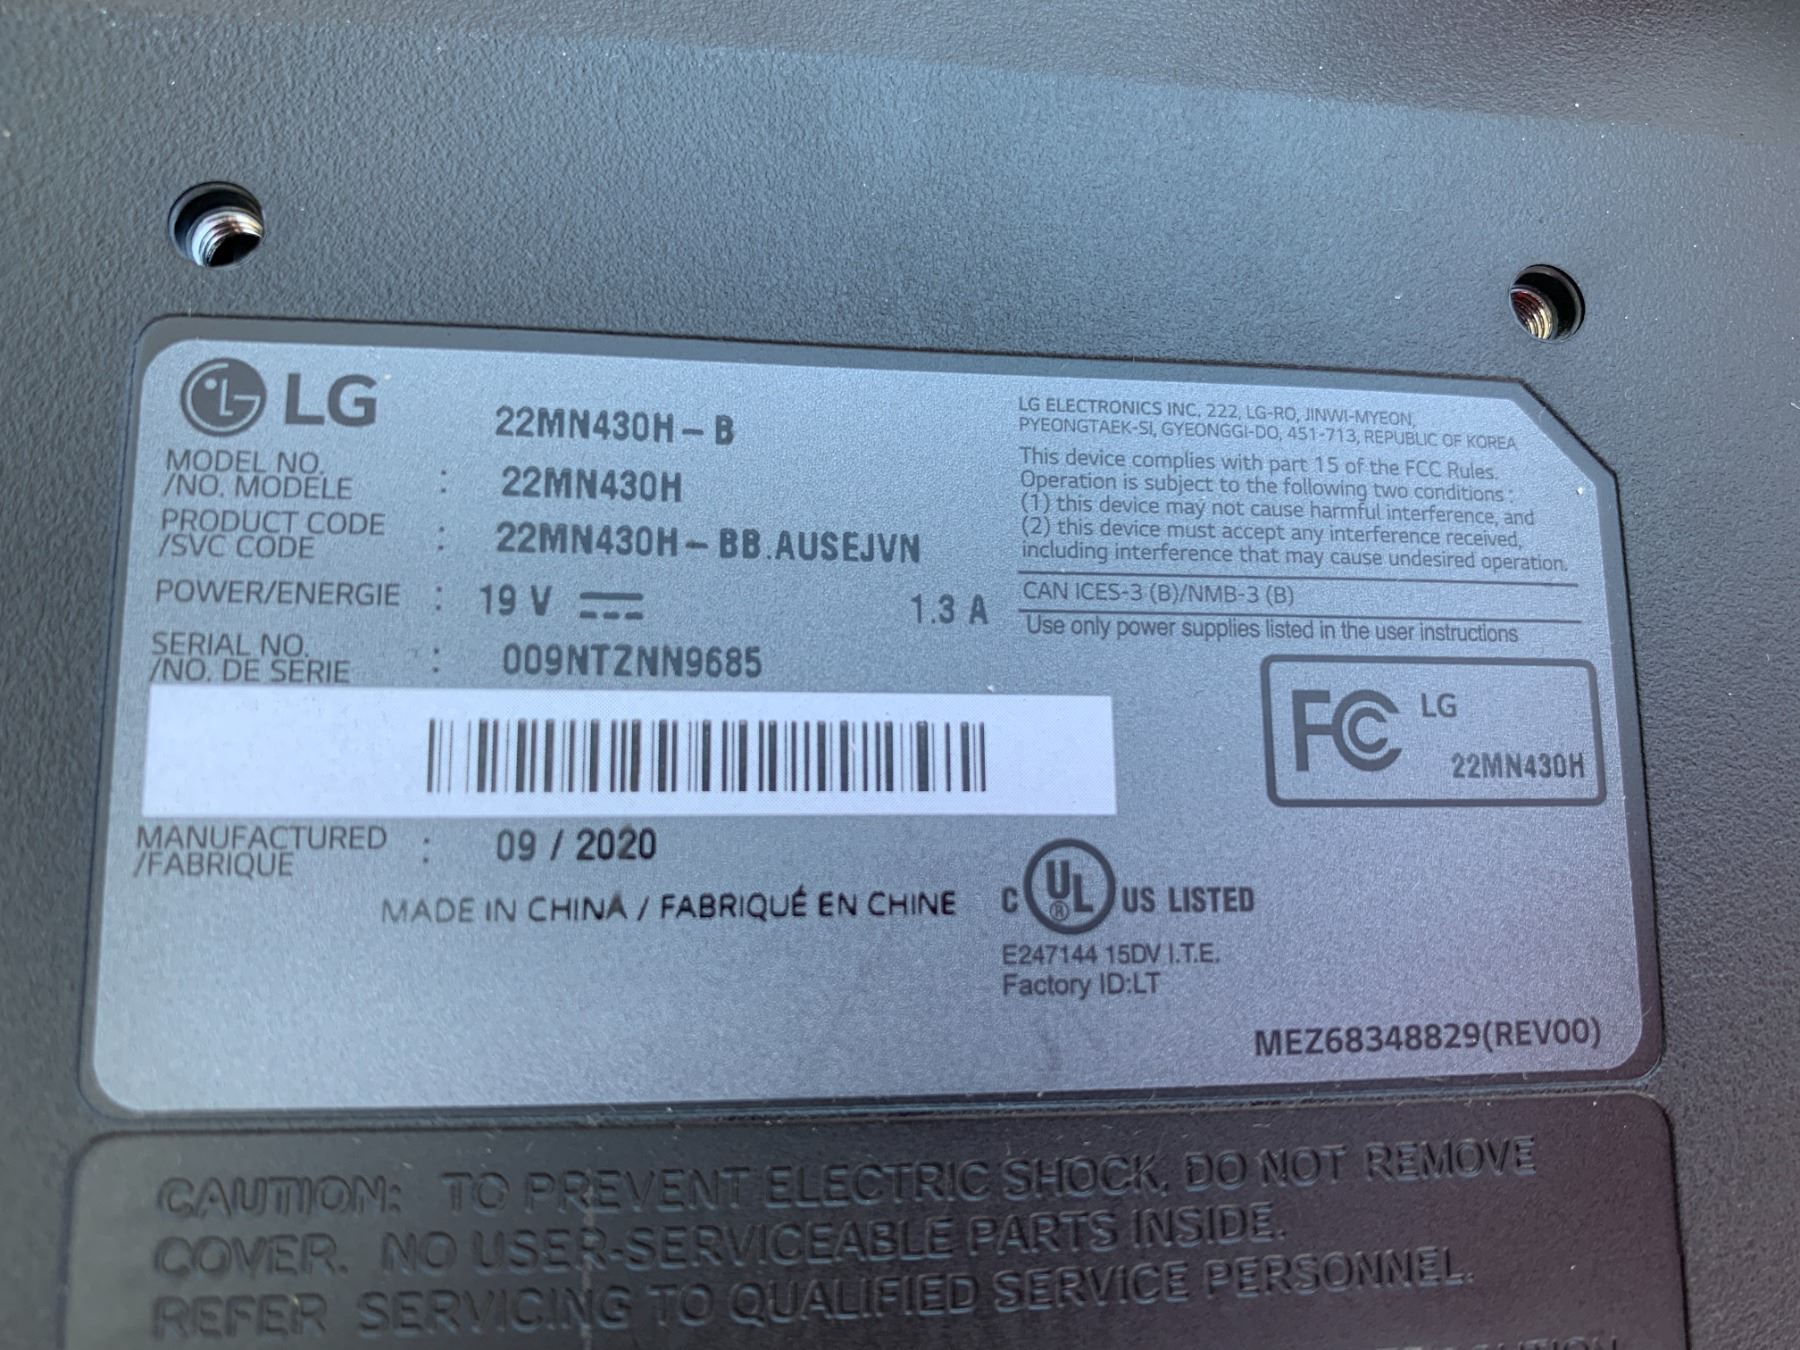 LG
22MN430H – B
MODEL NO.
/NO. MODELE : 22MN430H
PRODUCT CODE
/SVC CODE : 22MN430H – BB.AUSEJVN
POWER/ENERGIE : 19 V 1.3 A
SERIAL NO.
/NO. DE SERIE : 009NTZNN9685
MANUFACTURED
/FABRIQUE : 09 / 2020
MADE IN CHINA / FABRIQUÉ EN CHINE
LG ELECTRONICS INC, 222, LG-RO, JINWI-MYEON,
PYEONGTAEK-SI, GYEONGGI-DO, 451-713, REPUBLIC OF KOREA
This device complies with part 15 of the FCC Rules.
Operation is subject to the following two conditions :
(1) this device may not cause harmful interference, and
(2) this device must accept any interference received,
including interference that may cause undesired operation.
CAN ICES-3 (B)/NMB-3 (B)
Use only power supplies listed in the user instructions
FC LG
22MN430H
C UL ® US LISTED
E247144 15DV I.T.E.
Factory ID:LT
MEZ68348829(REV00)
CAUTION: TO PREVENT ELECTRIC SHOCK, DO NOT REMOVE
COVER. NO USER-SERVICEABLE PARTS INSIDE.
REFER SERVICING TO QUALIFIED SERVICE PERSONNEL.